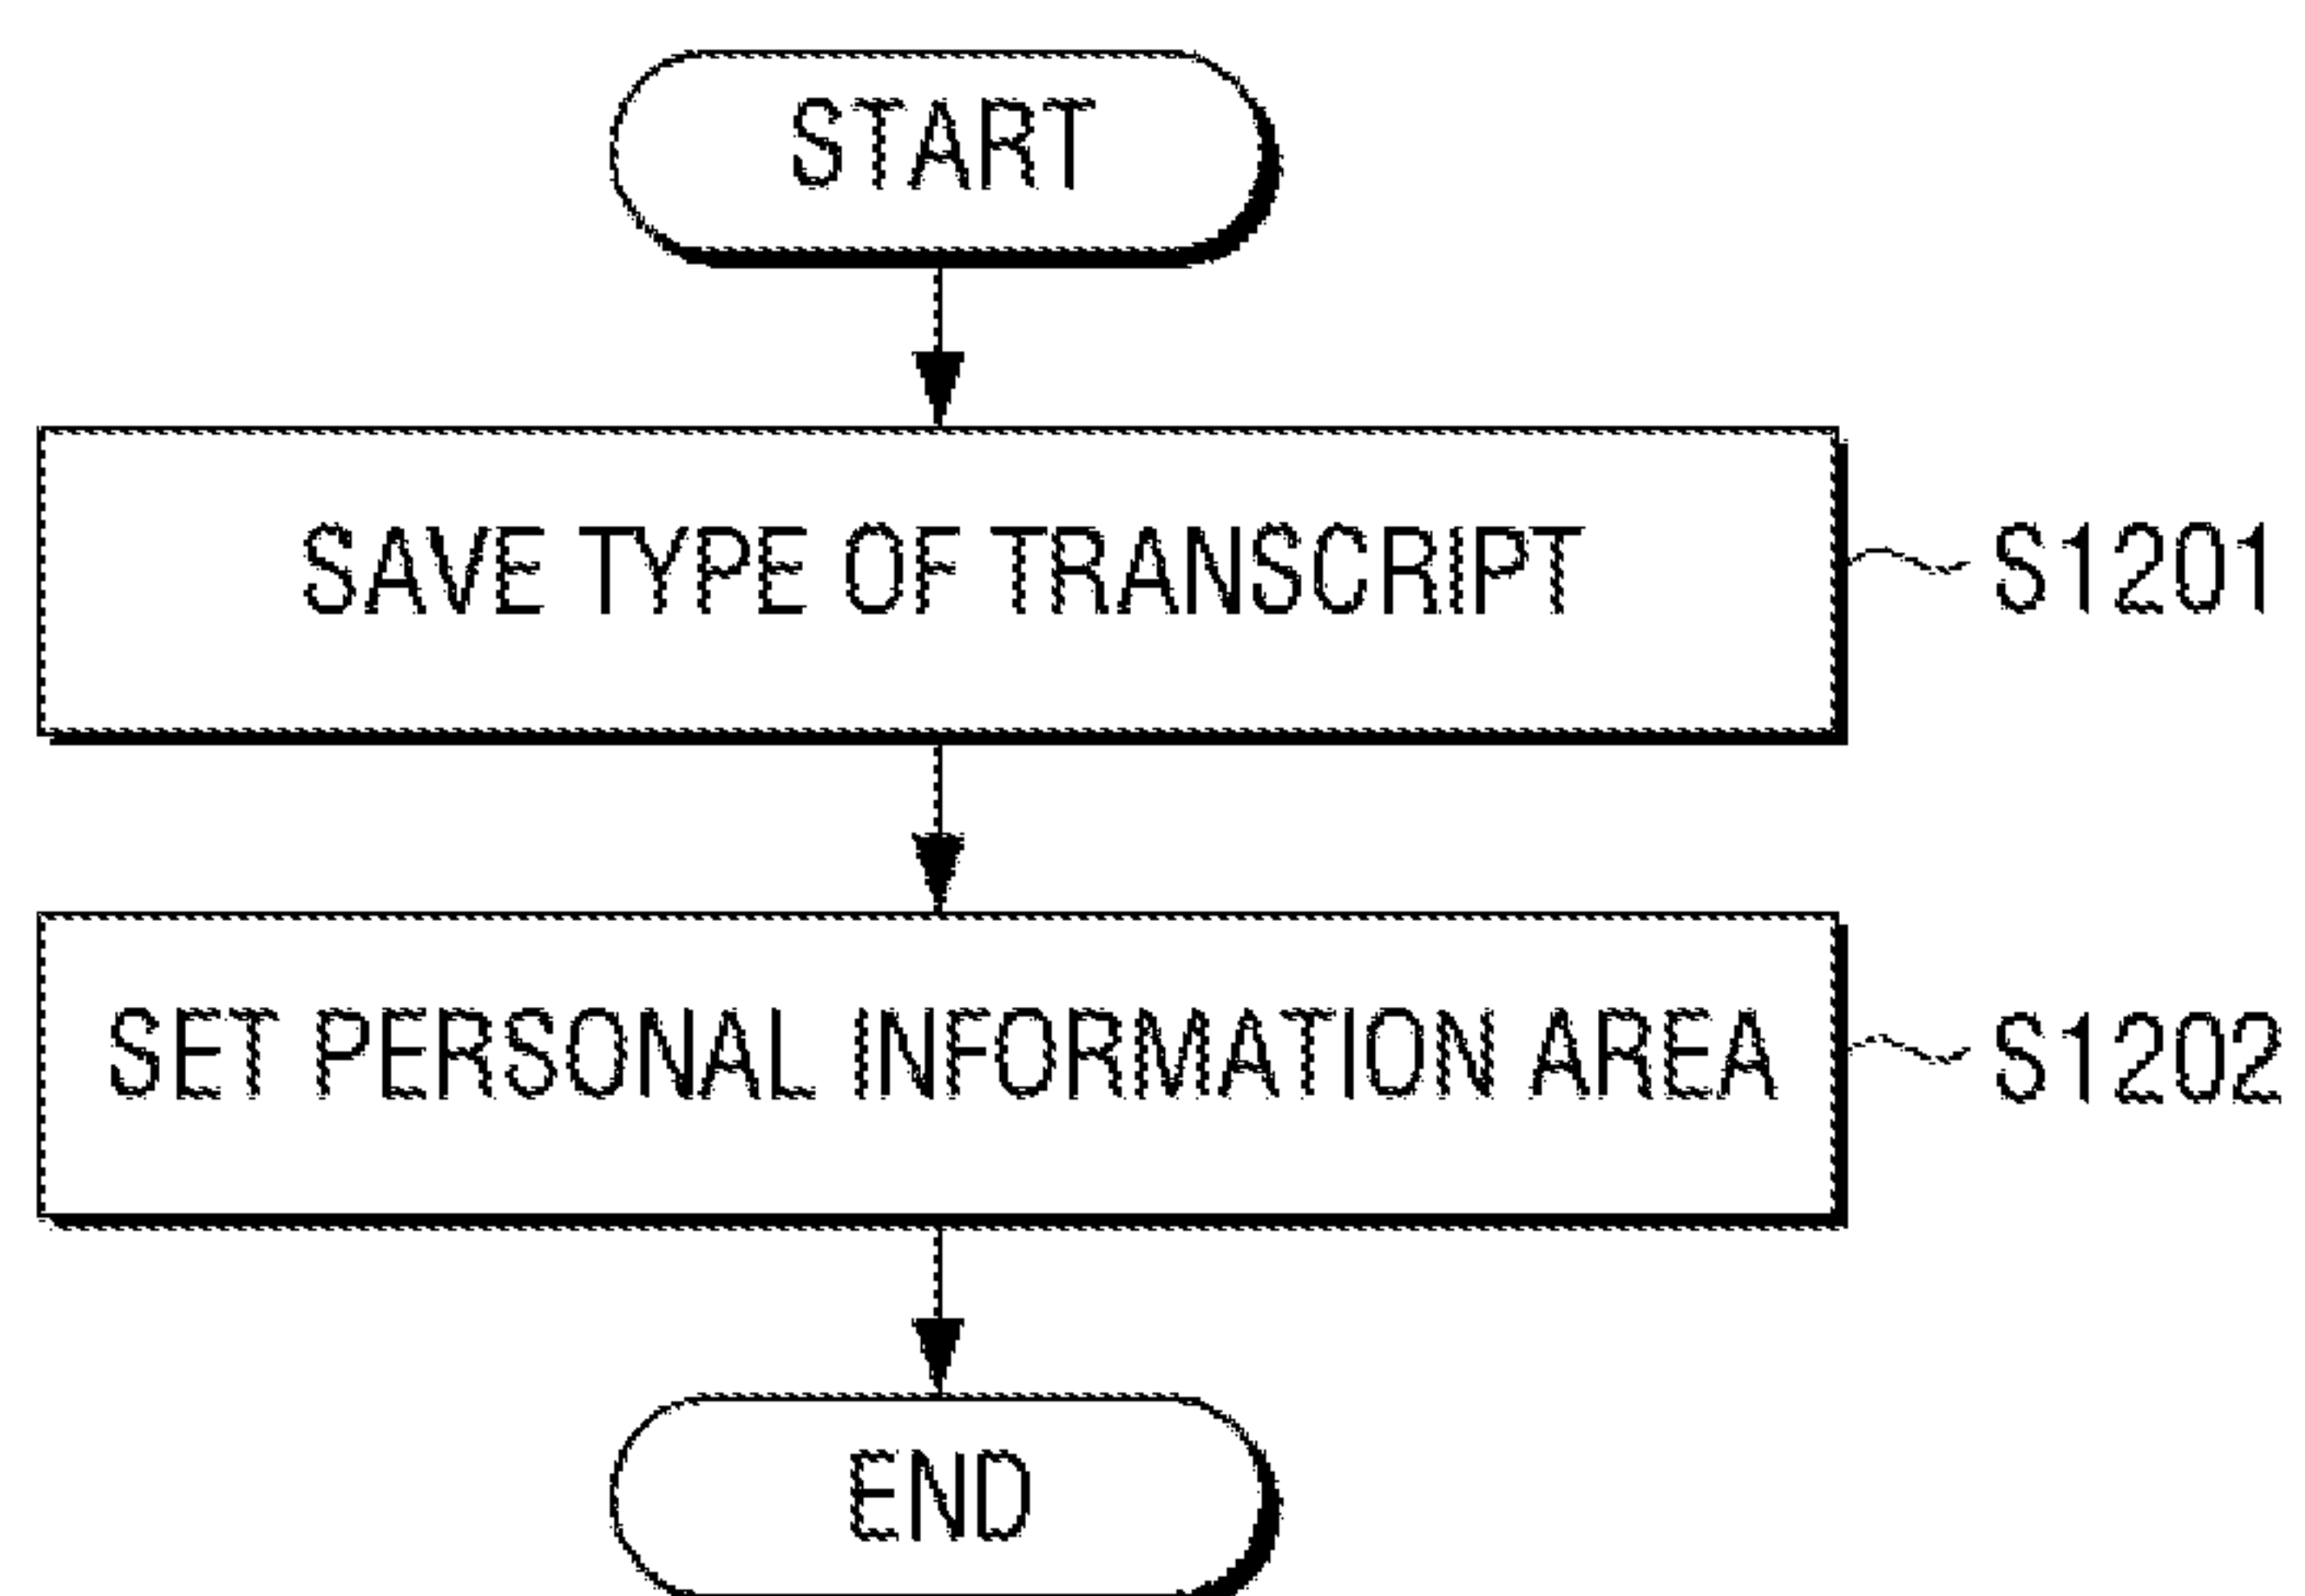 START
SAVE TYPE OF TRANSCRIPT
S1201
SET PERSONAL INFORMATION AREA
S1202
END